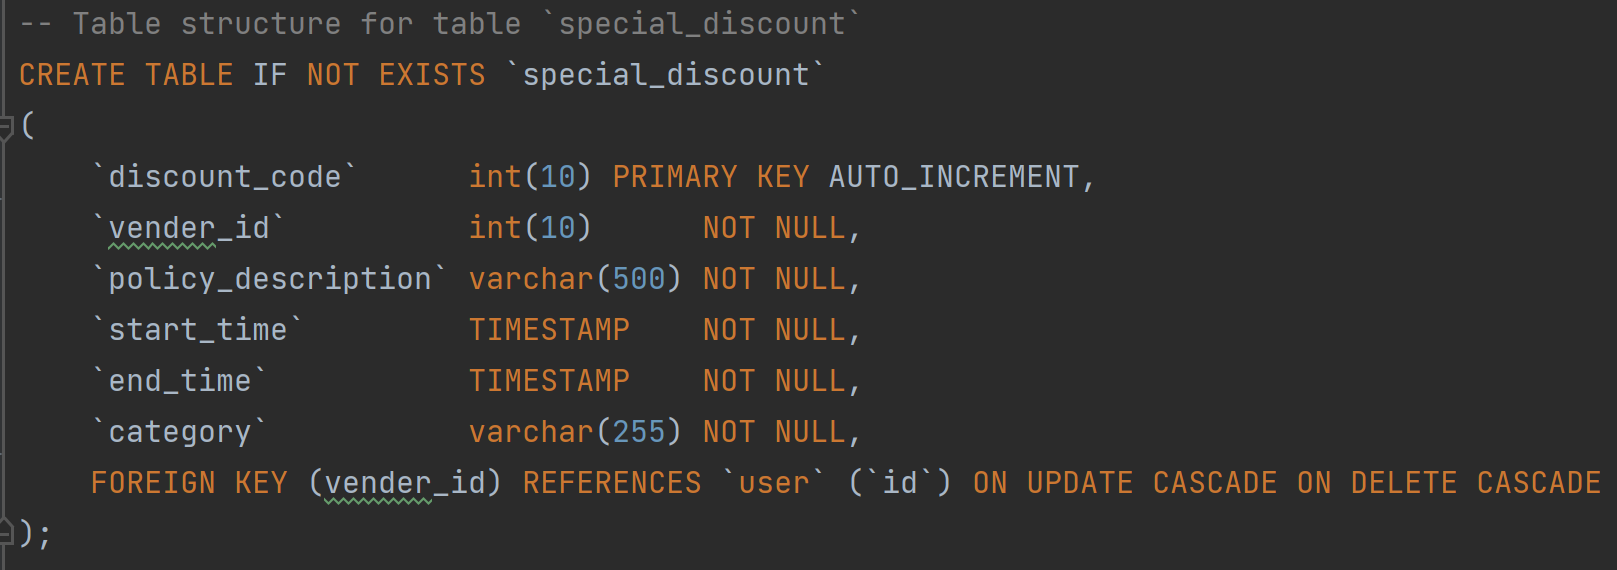 -- Table structure for table `special_discount`
CREATE TABLE IF NOT EXISTS `special_discount`
(
    `discount_code`      int(10) PRIMARY KEY AUTO_INCREMENT,
    `vender_id`          int(10)      NOT NULL,
    `policy_description` varchar(500) NOT NULL,
    `start_time`         TIMESTAMP    NOT NULL,
    `end_time`           TIMESTAMP    NOT NULL,
    `category`           varchar(255) NOT NULL,
    FOREIGN KEY (vender_id) REFERENCES `user` (`id`) ON UPDATE CASCADE ON DELETE CASCADE
);